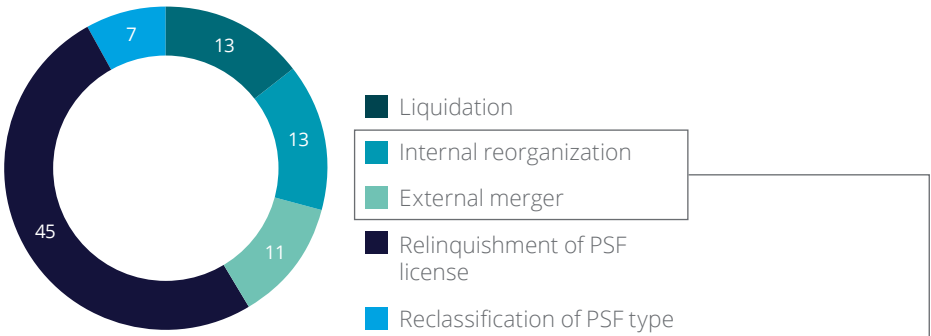 7
13
13
11
45
Liquidation
Internal reorganization
External merger
Relinquishment of PSF
license
Reclassification of PSF type